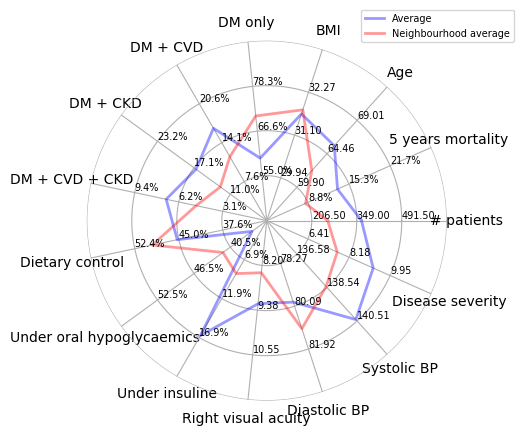 Average
Neighbourhood average
DM only
BMI
DM + CVD
Age
DM + CKD
5 years mortality
DM + CVD + CKD
# patients
Dietary control
Disease severity
Under oral hypoglycaemics
Systolic BP
Under insuline
Diastolic BP
Right visual acuity
78.3%
66.6%
55.0%
32.27
31.10
29.94
69.01
64.46
59.90
21.7%
15.3%
8.8%
206.50
349.00
491.50
6.41
8.18
9.95
136.58
138.54
140.51
78.27
80.09
81.92
8.20
9.38
10.55
6.9%
11.9%
16.9%
40.5%
46.5%
52.5%
37.6%
45.0%
52.4%
3.1%
6.2%
9.4%
11.0%
17.1%
23.2%
7.6%
14.1%
20.6%